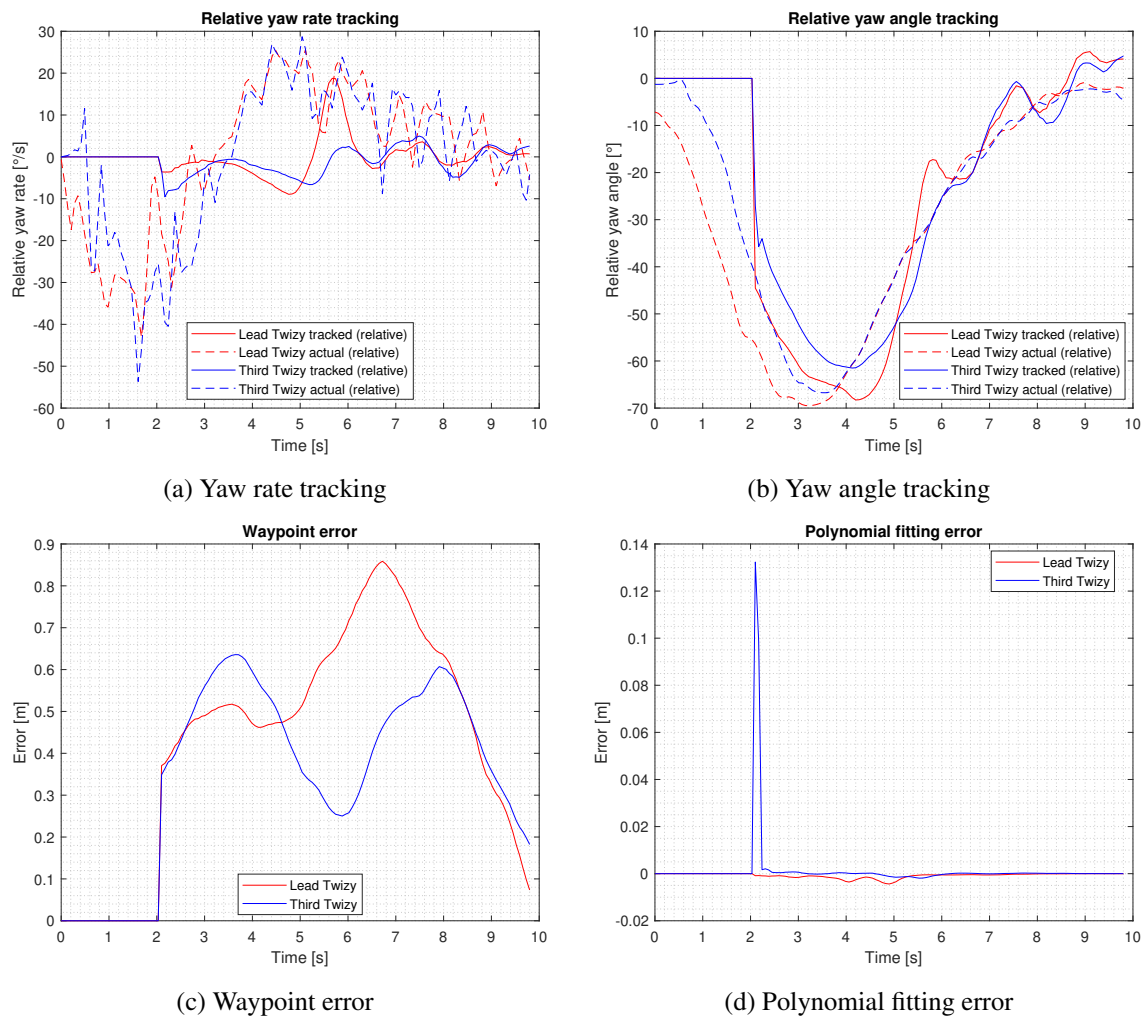 Relative yaw rate tracking
30
20
10
0
-10
-20
-30
-40
-50
-60
Relative yaw rate [°/s]
Lead Twizy tracked (relative)
Lead Twizy actual (relative)
Third Twizy tracked (relative)
Third Twizy actual (relative)
0 1 2 3 4 5 6 7 8 9 10
Time [s]
(a) Yaw rate tracking
Relative yaw angle tracking
10
0
-10
-20
-30
-40
-50
-60
-70
Relative yaw angle [°]
Lead Twizy tracked (relative)
Lead Twizy actual (relative)
Third Twizy tracked (relative)
Third Twizy actual (relative)
0 1 2 3 4 5 6 7 8 9 10
Time [s]
(b) Yaw angle tracking
Waypoint error
0.9
0.8
0.7
0.6
0.5
0.4
0.3
0.2
0.1
0
Error [m]
Lead Twizy
Third Twizy
0 1 2 3 4 5 6 7 8 9 10
Time [s]
(c) Waypoint error
Polynomial fitting error
0.14
0.12
0.1
0.08
0.06
0.04
0.02
0
-0.02
Error [m]
Lead Twizy
Third Twizy
0 1 2 3 4 5 6 7 8 9 10
Time [s]
(d) Polynomial fitting error